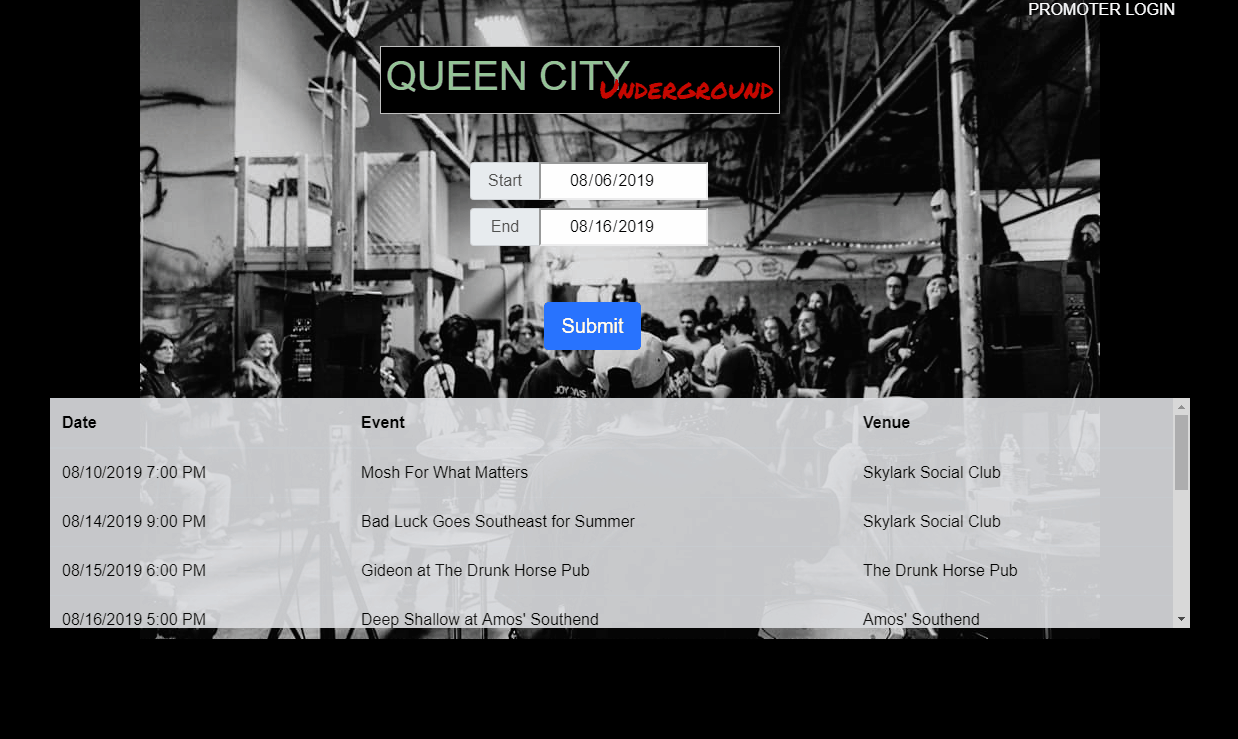 PROMOTER LOGIN
QUEEN CITY
Underground
Start 08/06/2019
End 08/16/2019
Submit
JOY DIVIS
Date Event Venue
08/10/2019 7:00 PM Mosh For What Matters Skylark Social Club
08/14/2019 9:00 PM Bad Luck Goes Southeast for Summer Skylark Social Club
08/15/2019 6:00 PM Gideon at The Drunk Horse Pub The Drunk Horse Pub
08/16/2019 5:00 PM Deep Shallow at Amos' Southend Amos' Southend